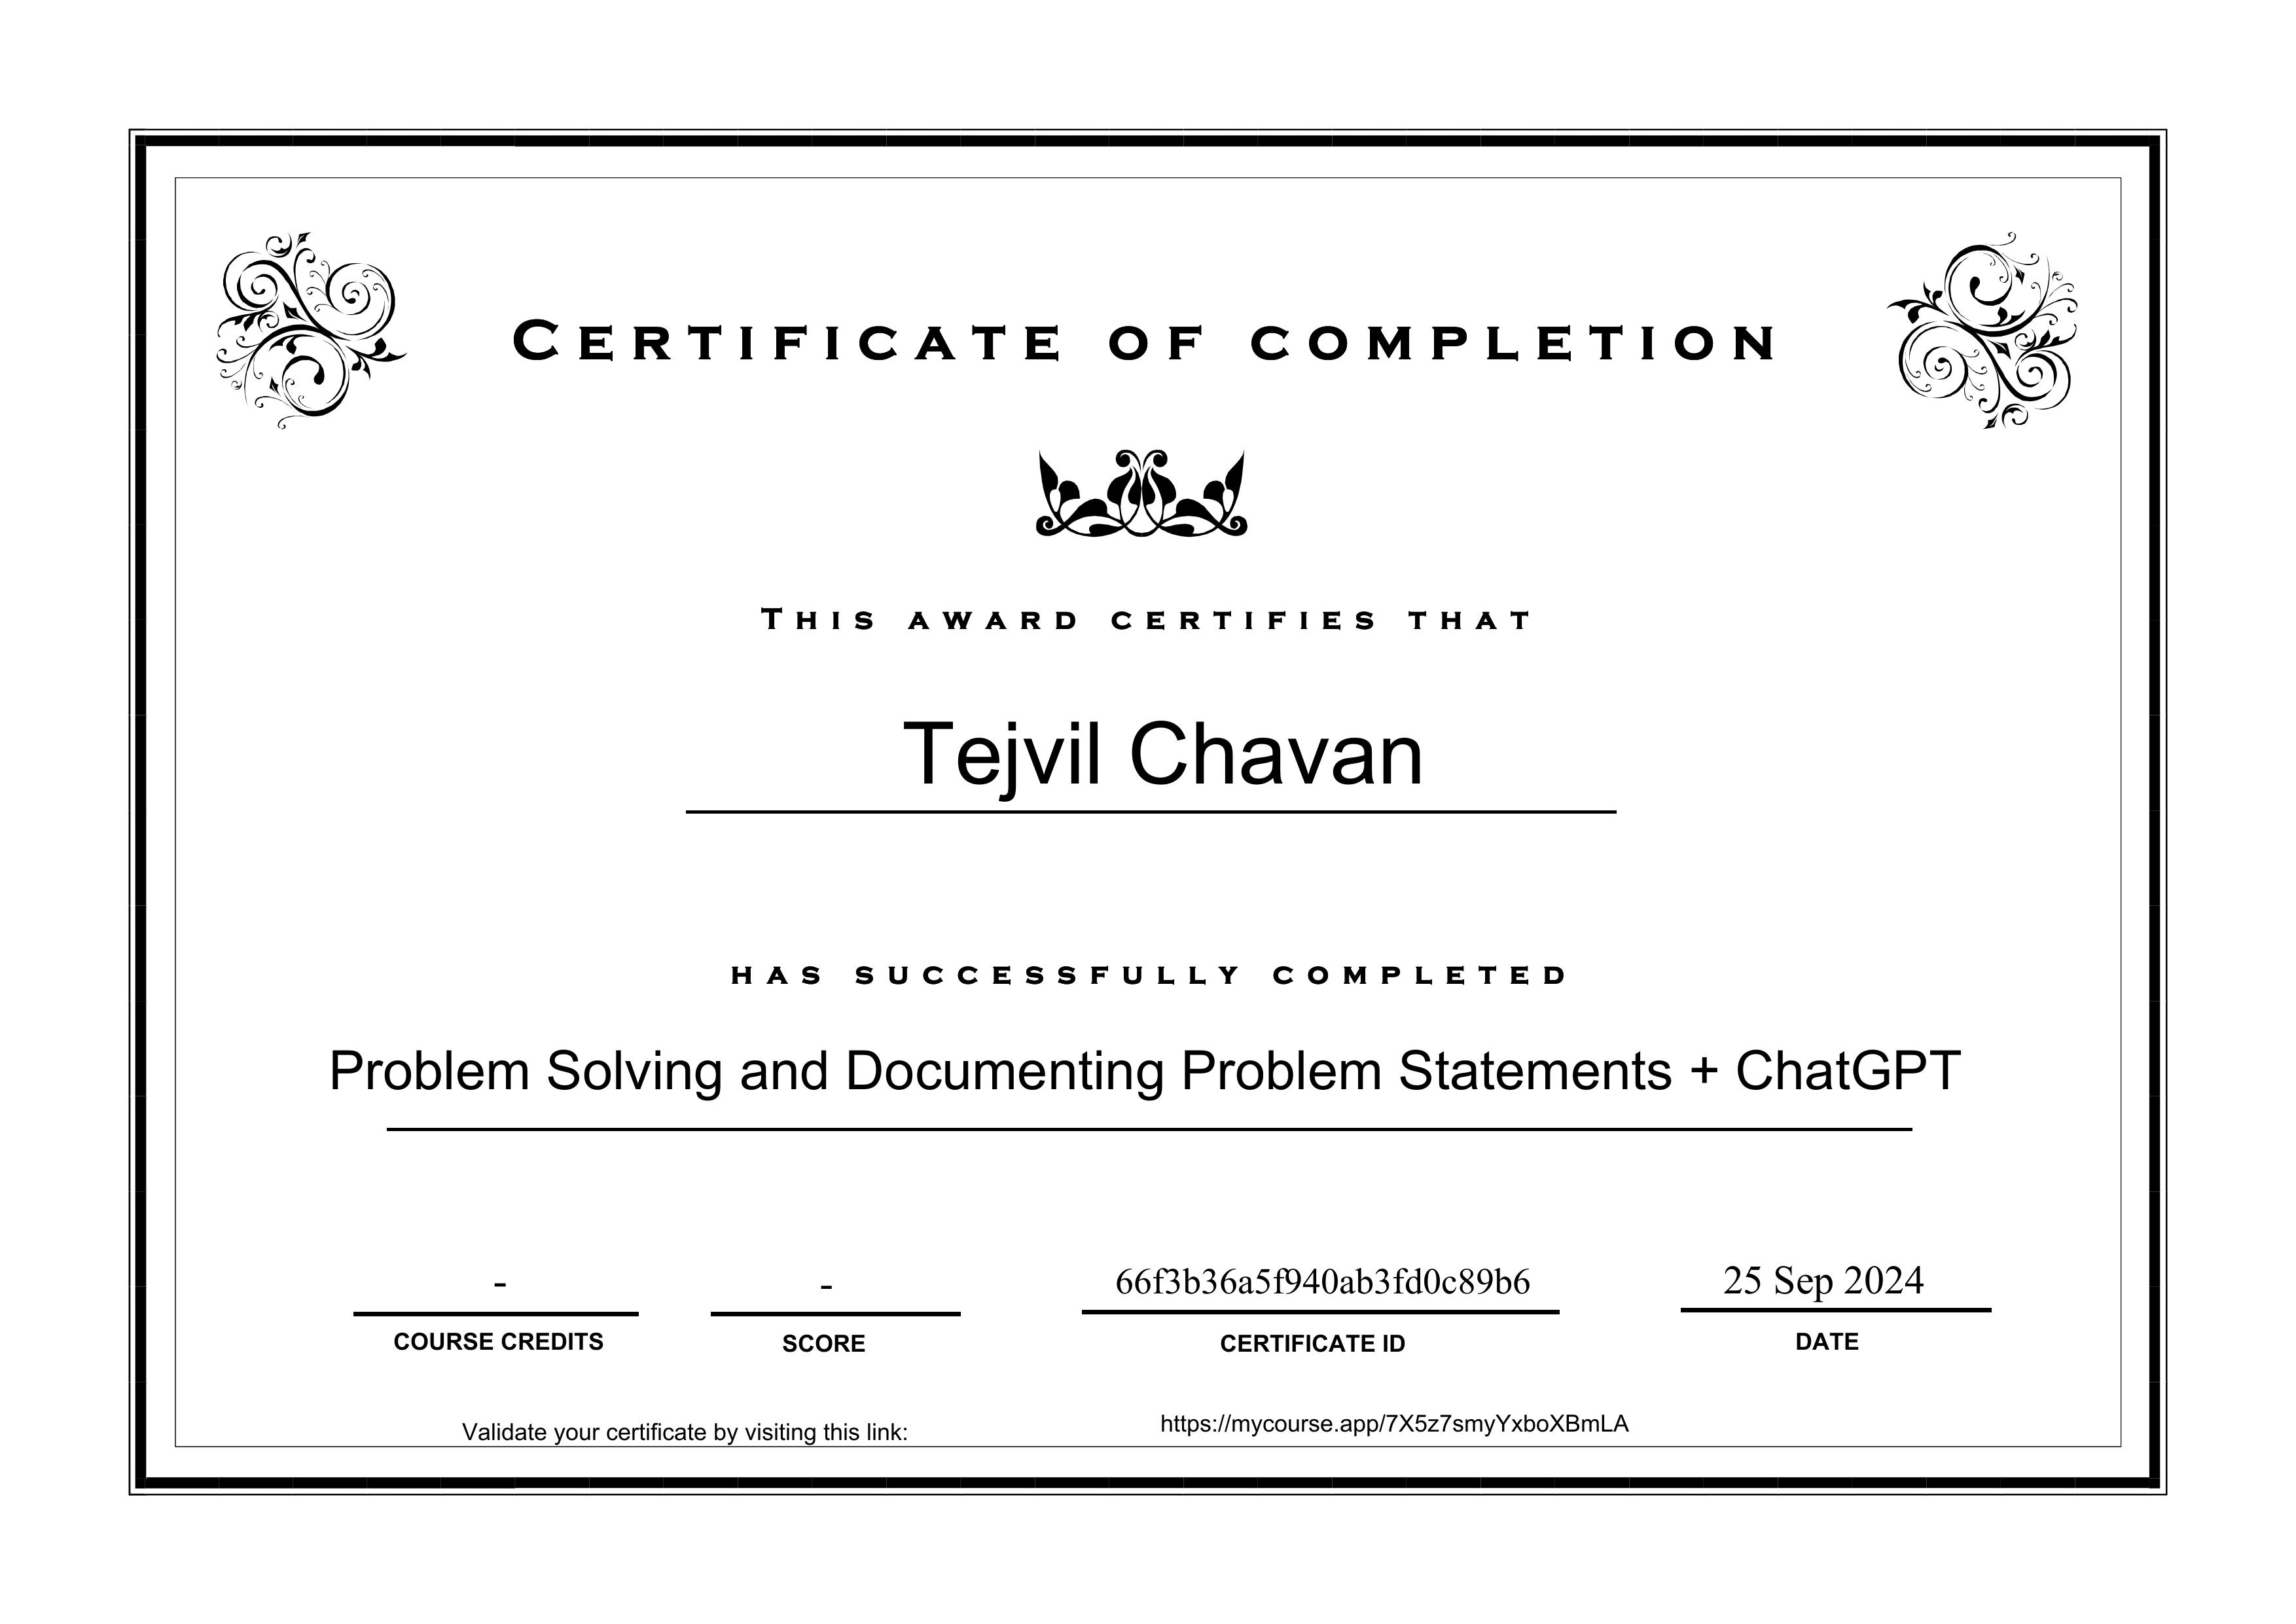 Certificate of completion
This award certifies that
Tejvil Chavan
has successfully completed
Problem Solving and Documenting Problem Statements + ChatGPT
- - 66f3b36a5f940ab3fd0c89b6 25 Sep 2024
COURSE CREDITS SCORE CERTIFICATE ID DATE
Validate your certificate by visiting this link: https://mycourse.app/7X5z7smyYxboXBmLA